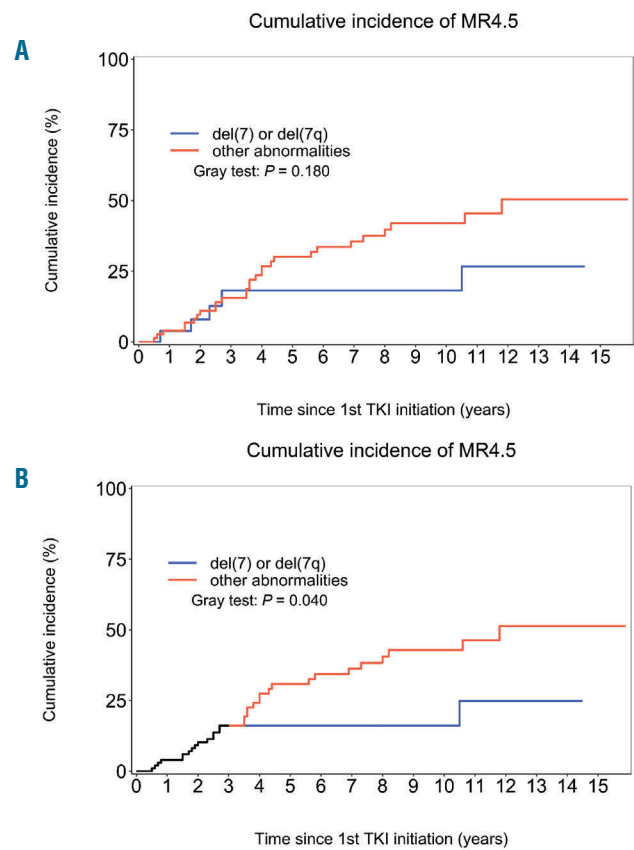 Cumulative incidence of MR4.5
A
100
75
50
25
0
Cumulative incidence (%)
del(7) or del(7q)
other abnormalities
Gray test: P = 0.180
0 1 2 3 4 5 6 7 8 9 10 11 12 13 14 15
Time since 1st TKI initiation (years)
Cumulative incidence of MR4.5
B
100
75
50
25
0
Cumulative incidence (%)
del(7) or del(7q)
other abnormalities
Gray test: P = 0.040
0 1 2 3 4 5 6 7 8 9 10 11 12 13 14 15
Time since 1st TKI initiation (years)